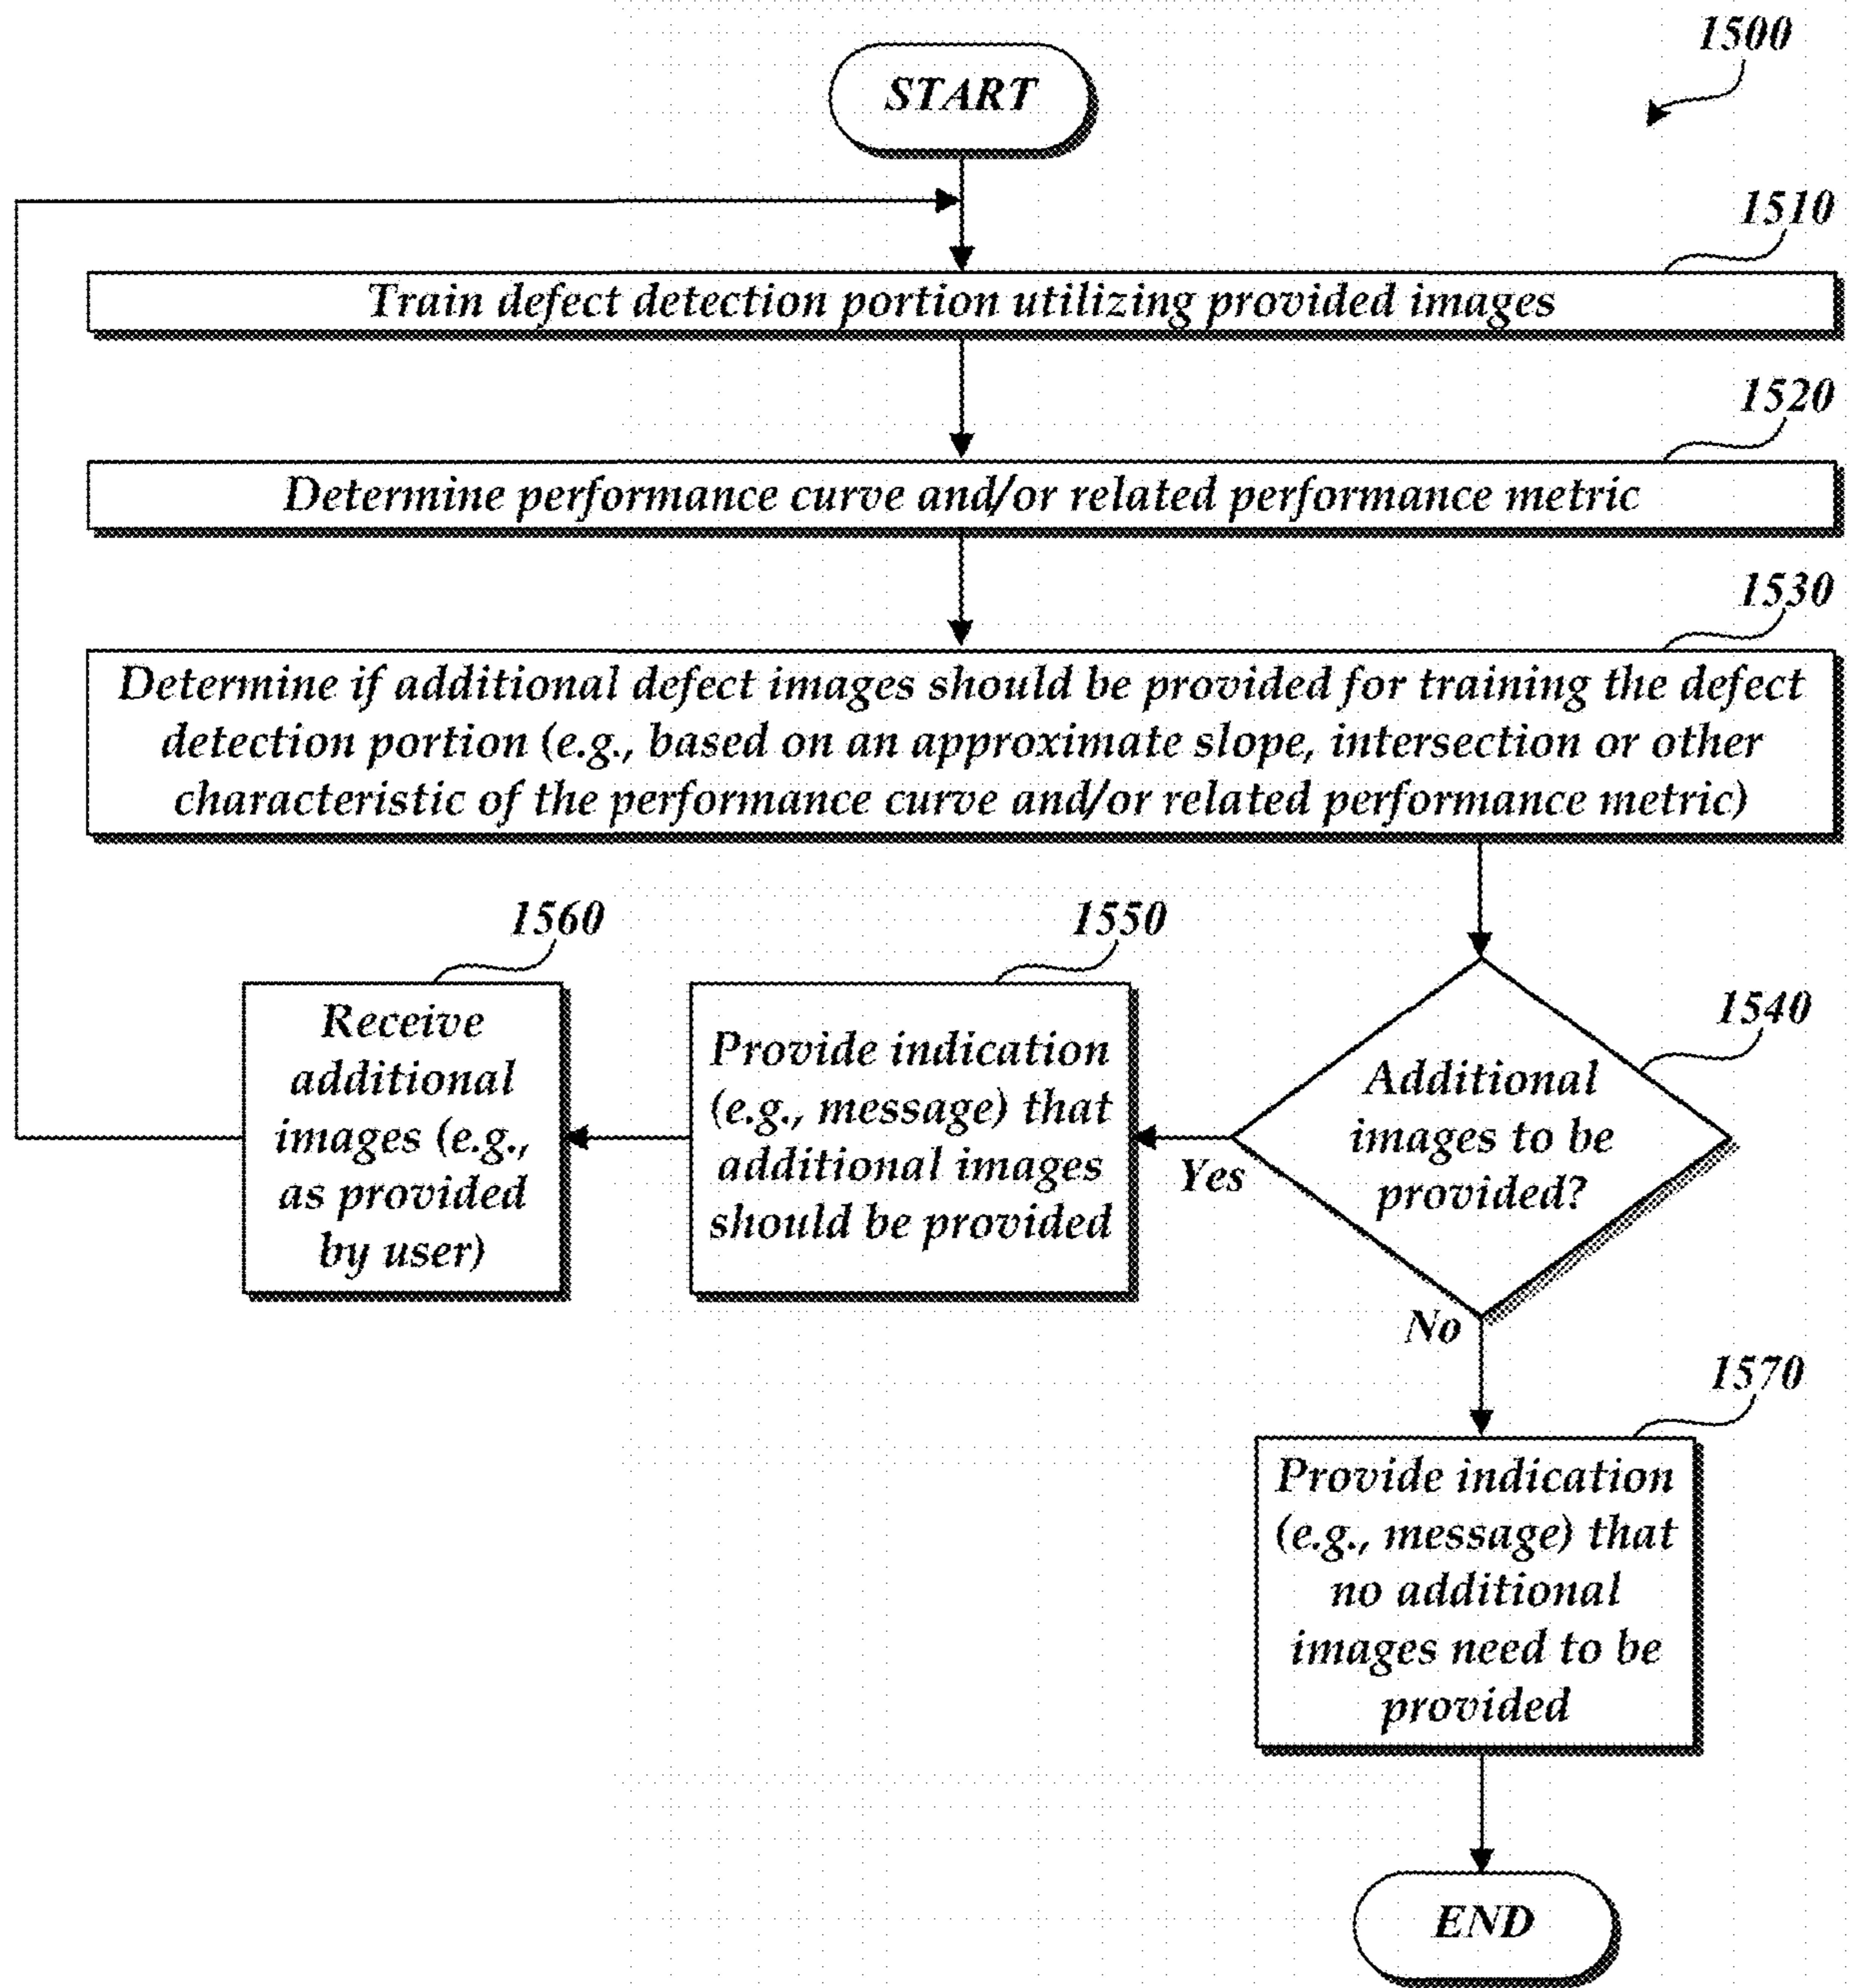 1500
START
1510
Train defect detection portion utilizing provided images
1520
Determine performance curve and/or related performance metric
1530
Determine if additional defect images should be provided for training the defect
detection portion (e.g., based on an approximate slope, intersection or other
characteristic of the performance curve and/or related performance metric)
1560
Receive
additional
images (e.g.,
as provided
by user)
1550
Provide indication
(e.g., message) that
additional images
should be provided
1540
Additional
images to be
provided?
Yes
No
1570
Provide indication
(e.g., message) that
no additional
images need to be
provided
END